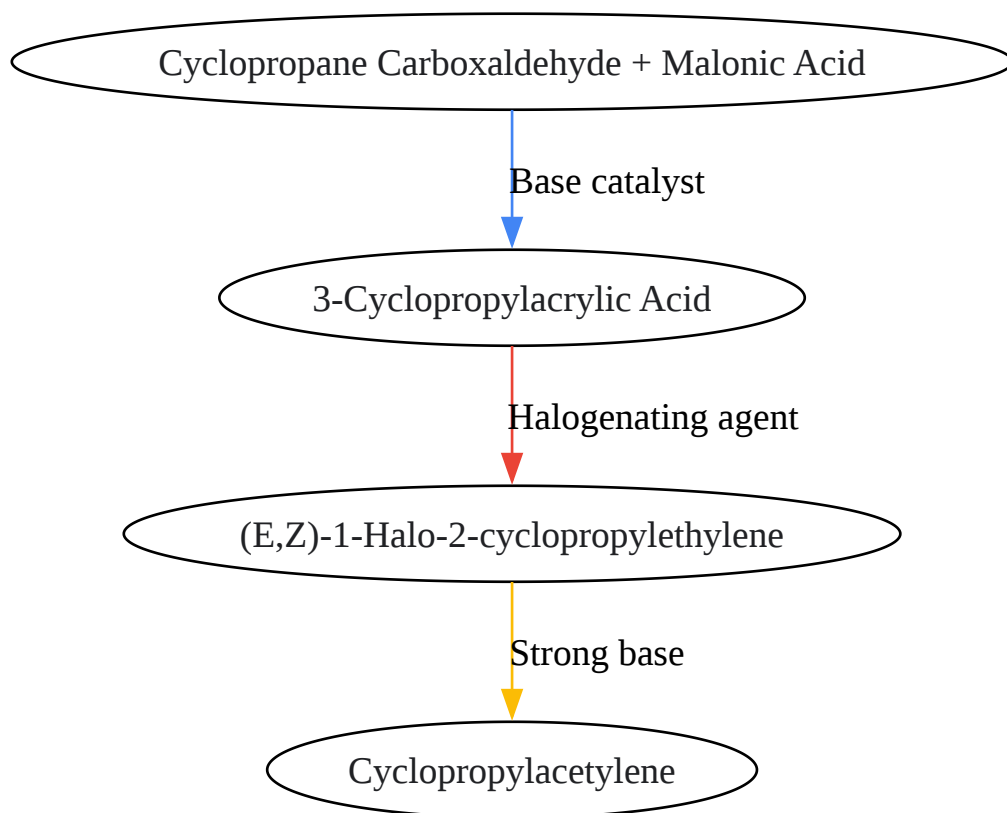 Cyclopropane Carboxaldehyde + Malonic Acid
Base catalyst
3-Cyclopropylacrylic Acid
Halogenating agent
(E,Z)-1-Halo-2-cyclopropylethylene
Strong base
Cyclopropylacetylene